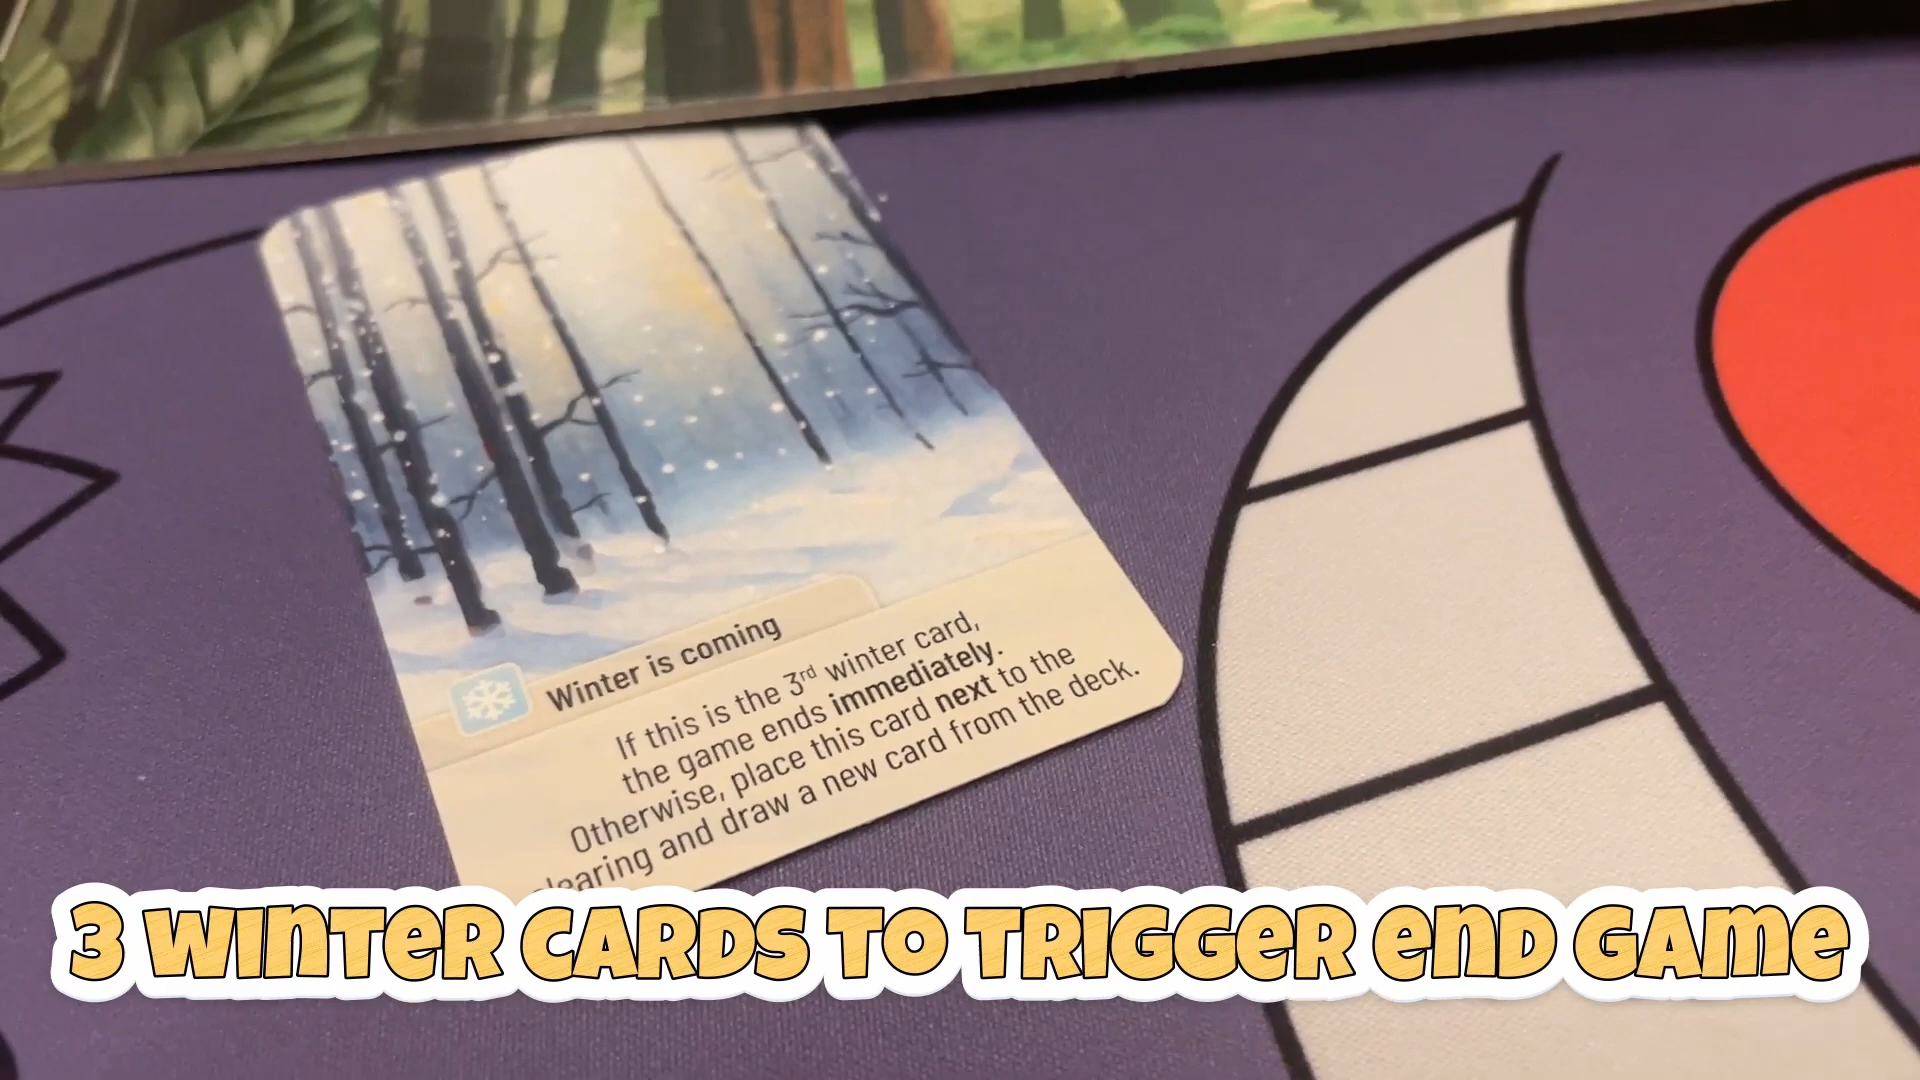 Winter is coming
If this is the 3rd winter card,
the game ends immediately.
Otherwise, place this card next to the
clearing and draw a new card from the deck.
3 WINTER CARDS TO TRIGGER END GAME